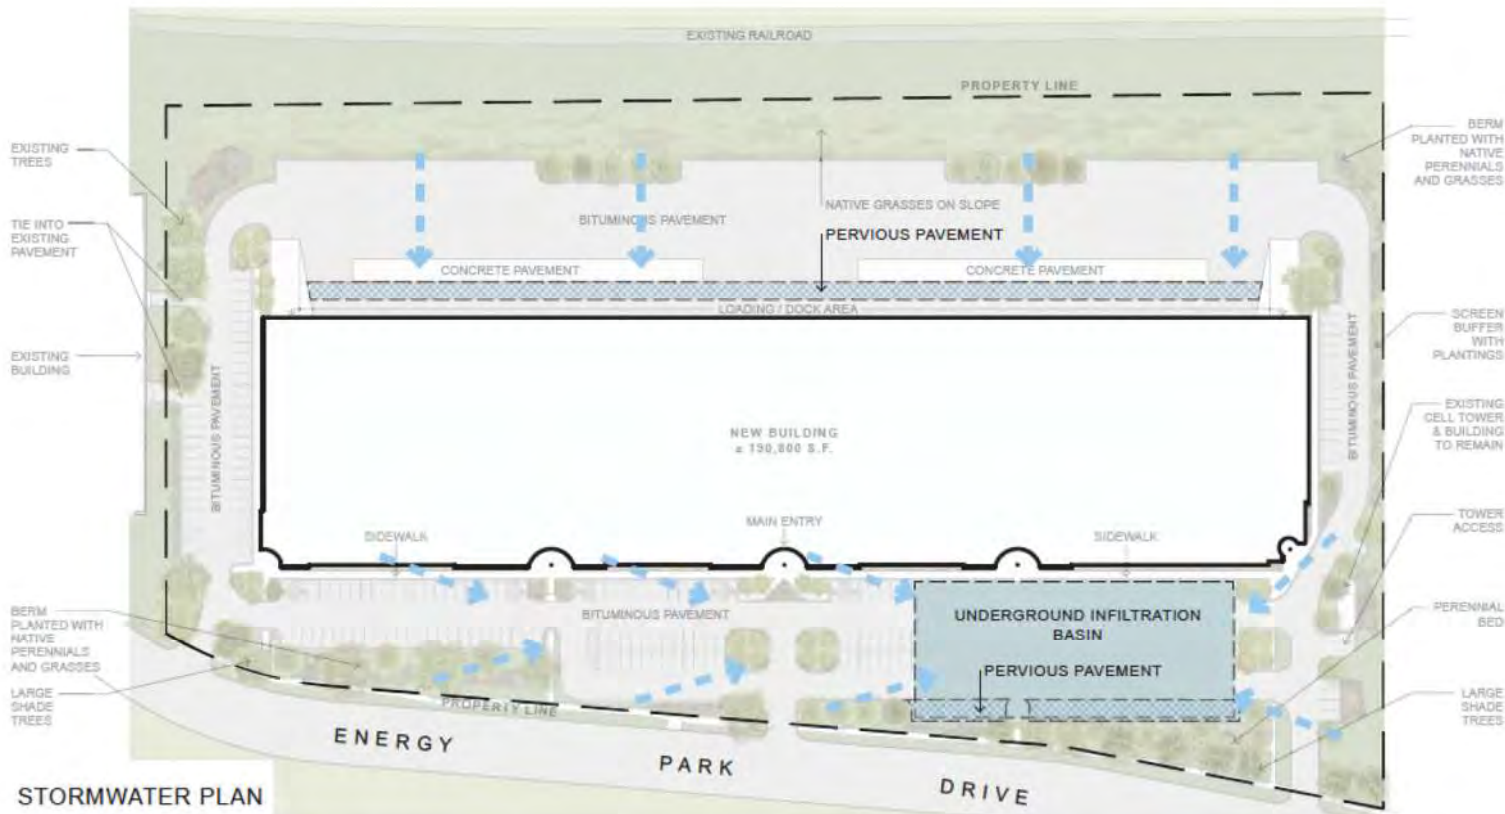 EXISTING RAILROAD
PROPERTY LINE
EXISTING
TREES
BERM
PLANTED WITH
NATIVE
PERENNIALS
AND GRASSES
TIE INTO
EXISTING
PAVEMENT
NATIVE GRASSES ON SLOPE
BITUMINOUS PAVEMENT
PERVIOUS PAVEMENT
CONCRETE PAVEMENT
CONCRETE PAVEMENT
LOADING / DOCK AREA
SCREEN
BUFFER
WITH
PLANTINGS
EXISTING
BUILDING
BITUMINOUS PAVEMENT
BITUMINOUS PAVEMENT
EXISTING
CELL TOWER
& BUILDING
TO REMAIN
NEW BUILDING
± 130,800 S.F.
TOWER
ACCESS
SIDEWALK
MAIN ENTRY
SIDEWALK
BERM
PLANTED WITH
NATIVE
PERENNIALS
AND GRASSES
BITUMINOUS PAVEMENT
UNDERGROUND INFILTRATION
BASIN
PERENNIAL
BED
PERVIOUS PAVEMENT
LARGE
SHADE
TREES
PROPERTY LINE
LARGE
SHADE
TREES
ENERGY PARK DRIVE
STORMWATER PLAN